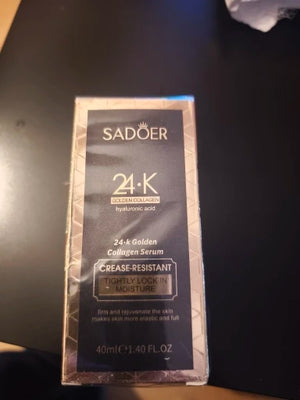 SADOER
24·K
GOLDEN COLLAGEN
hyaluronic acid
24·k Golden
Collagen Serum
CREASE-RESISTANT
TIGHTLY LOCK IN
MOISTURE
firm and rejuvenate the skin
makes skin more elastic and full
40ml℮1.40 FL.OZ